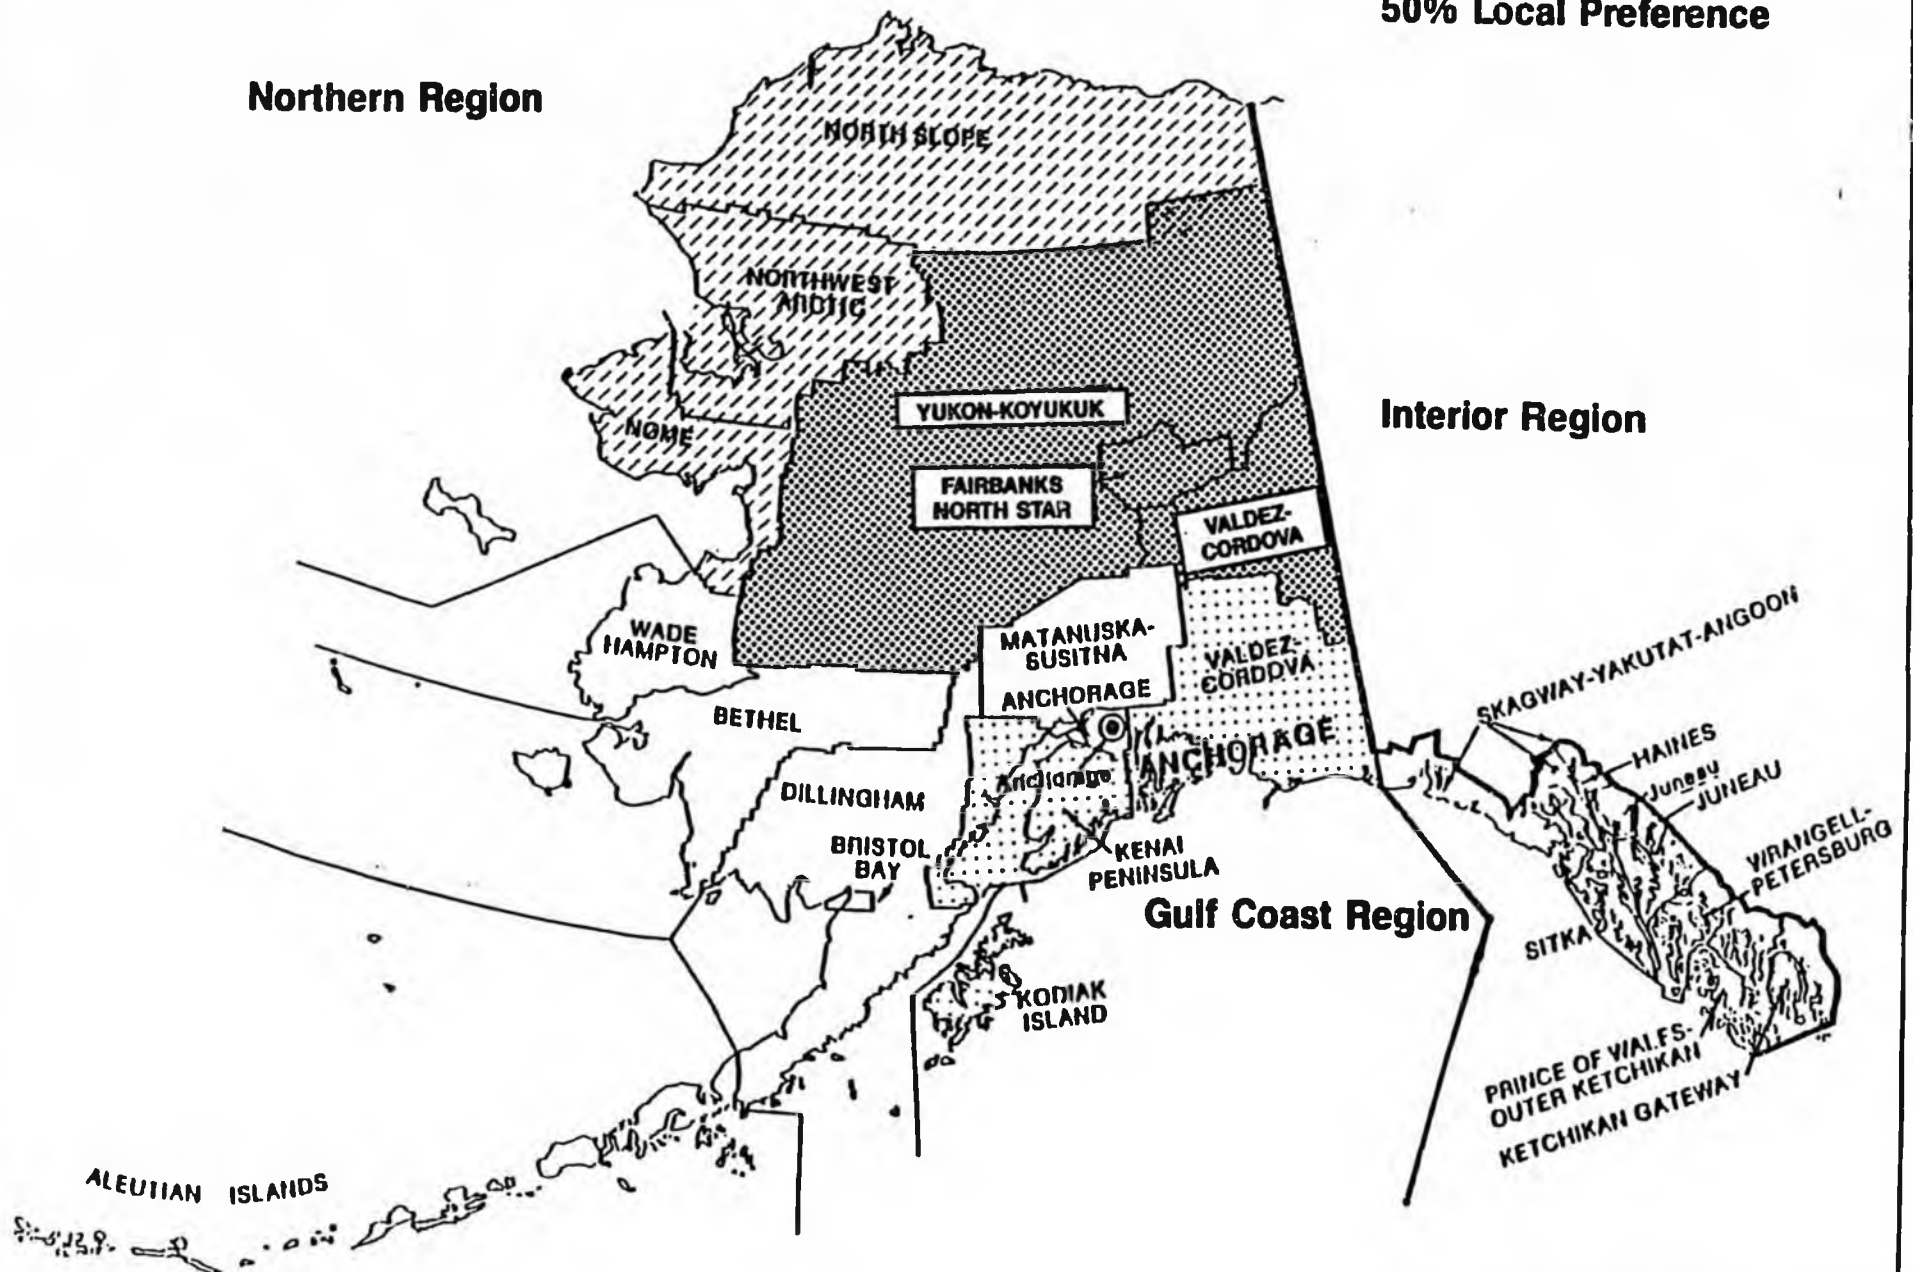 50% Local Preference
Northern Region
NORTH SLOPE
NORTHWEST
ARCTIC
YUKON-KOYUKUK
Interior Region
NOME
FAIRBANKS
NORTH STAR
VALDEZ-
CORDOVA
WADE
HAMPTON
MATANUSKA-
SUSITNA
VALDEZ-
CORDOVA
SKAGWAY-YAKUTAT-ANGOON
ANCHORAGE
BETHEL
ANCHORAGE
HAINES
Juneau
JUNEAU
Anchorage
DILLINGHAM
BRISTOL
BAY
KENAI
PENINSULA
WRANGELL-
PETERSBURG
Gulf Coast Region
SITKA
KODIAK
ISLAND
PRINCE OF WALES-
OUTER KETCHIKAN
KETCHIKAN GATEWAY
ALEUTIAN ISLANDS